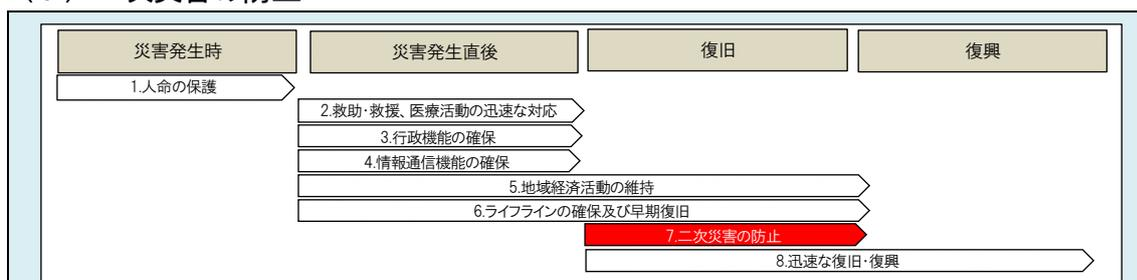 災害発生時 災害発生直後 復旧 復興
1.人命の保護
2.救助・救援、医療活動の迅速な対応
3.行政機能の確保
4.情報通信機能の確保
5.地域経済活動の維持
6.ライフラインの確保及び早期復旧
7.二次災害の防止
8.迅速な復旧・復興